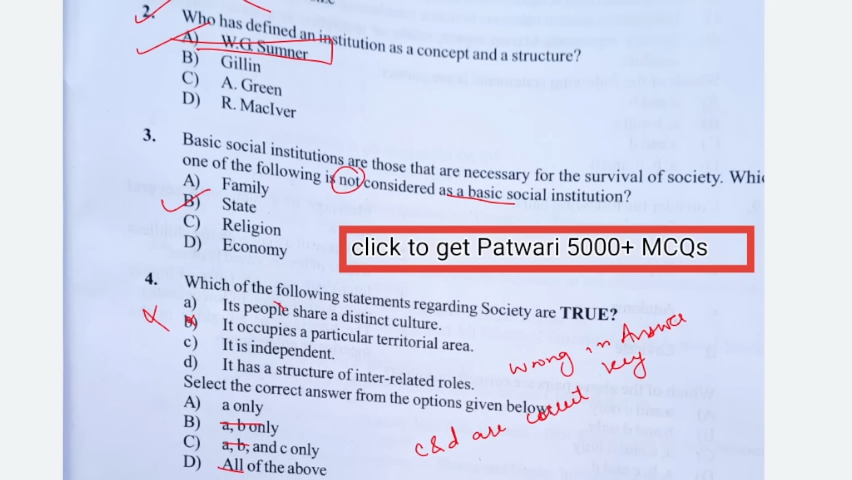 2. Who has defined an institution as a concept and a structure?
A) W.G Sumner
B) Gillin
C) A. Green
D) R. MacIver
3. Basic social institutions are those that are necessary for the survival of society. Whic
one of the following is not considered as a basic social institution?
A) Family
B) State
C) Religion
D) Economy
click to get Patwari 5000+ MCQs
4. Which of the following statements regarding Society are TRUE?
a) Its people share a distinct culture.
b) It occupies a particular territorial area.
c) It is independent.
d) It has a structure of inter-related roles.
Select the correct answer from the options given below
A) a only
B) a, b only
C) a, b, and c only
D) All of the above
wrong in Answer
key
c & d are correct